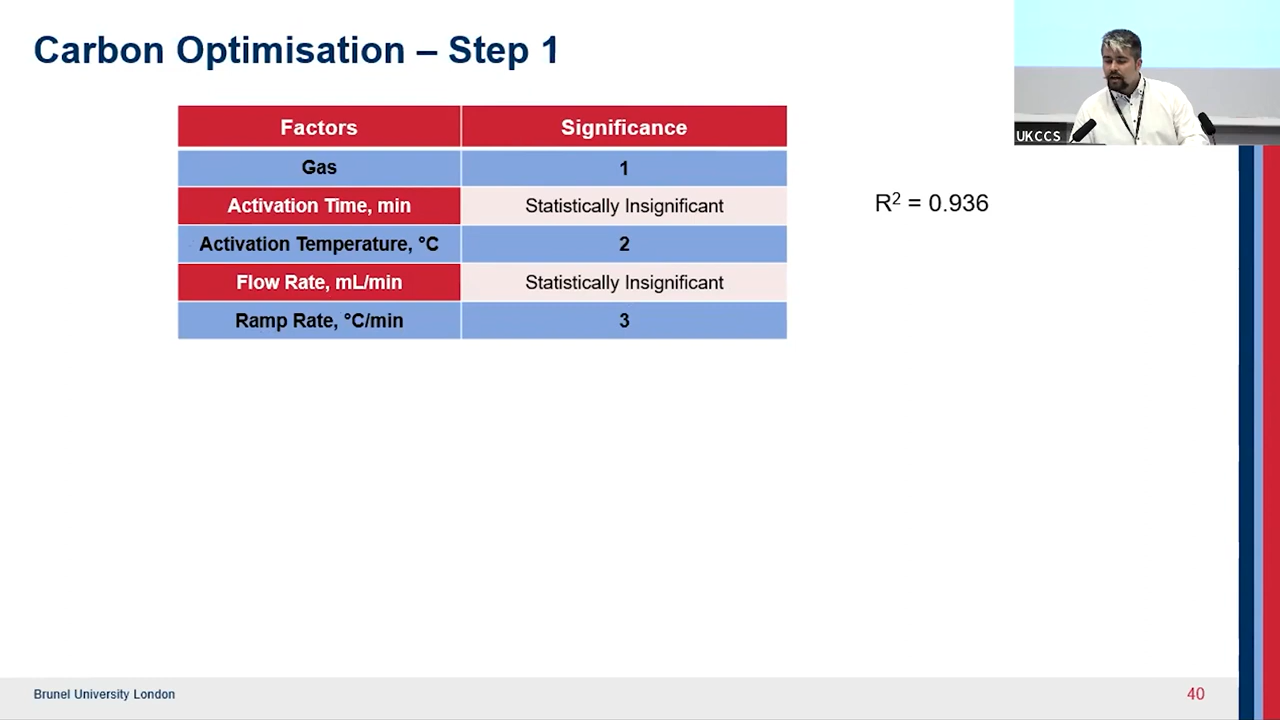 Carbon Optimisation – Step 1
UKCCS
Factors Significance
Gas 1
Activation Time, min Statistically Insignificant
Activation Temperature, °C 2
Flow Rate, mL/min Statistically Insignificant
Ramp Rate, °C/min 3
R² = 0.936
Brunel University London 40